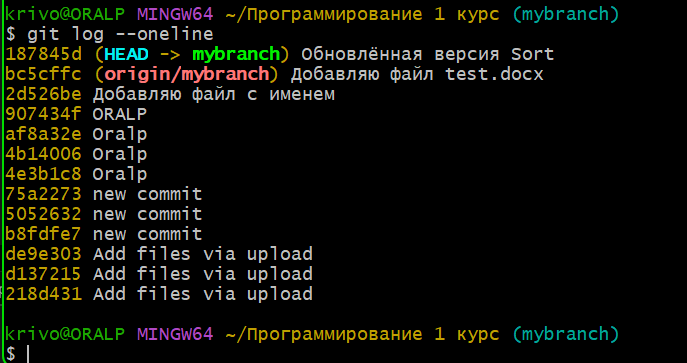 krivo@ORALP MINGW64 ~/Программирование 1 курс (mybranch)
$ git log --oneline
187845d (HEAD -> mybranch) Обновлённая версия Sort
bc5cffc (origin/mybranch) Добавляю файл test.docx
2d526be Добавляю файл с именем
907434f ORALP
af8a32e Oralp
4b14006 Oralp
4e3b1c8 Oralp
75a2273 new commit
5052632 new commit
b8fdfe7 new commit
de9e303 Add files via upload
d137215 Add files via upload
218d431 Add files via upload
krivo@ORALP MINGW64 ~/Программирование 1 курс (mybranch)
$